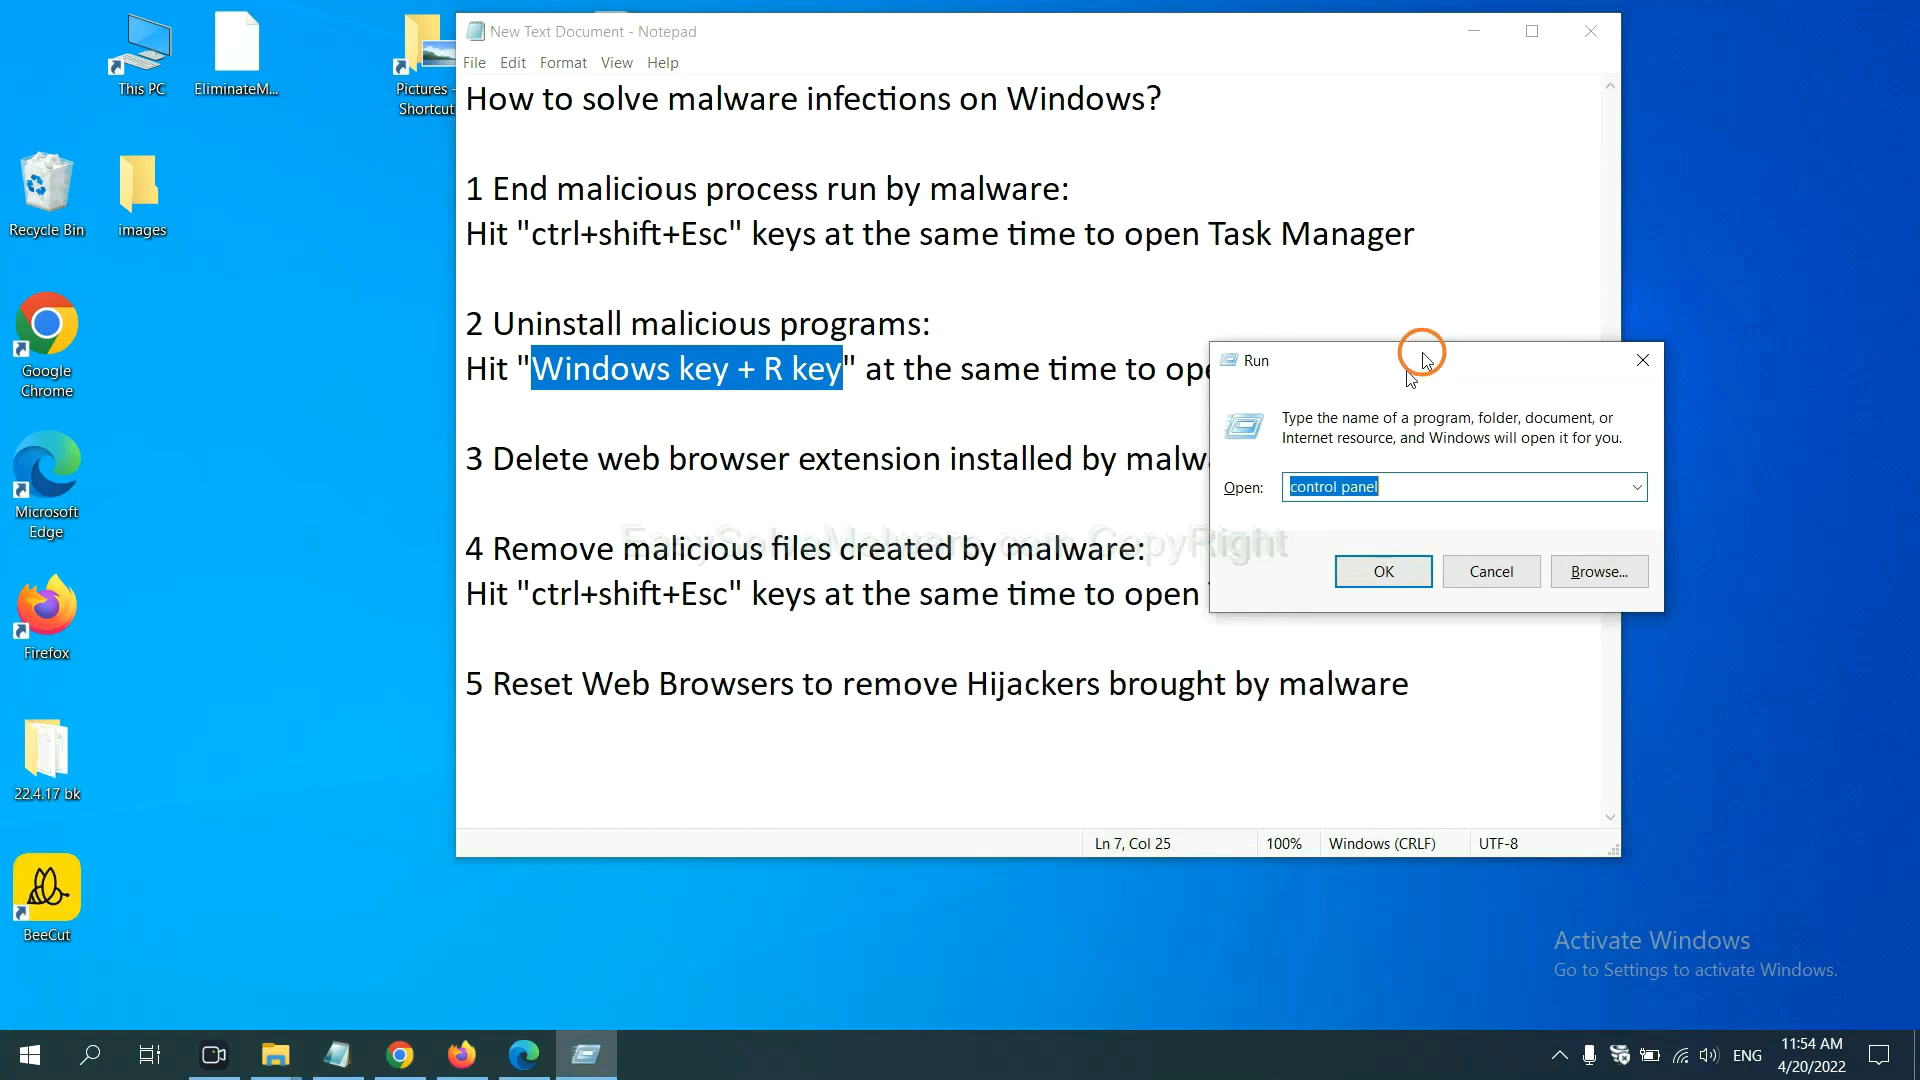 This PC
EliminateM...
Pictures -
Shortcut
Recycle Bin
images
Google
Chrome
Microsoft
Edge
Firefox
22.4.17 bk
BeeCut
New Text Document - Notepad
File Edit Format View Help
How to solve malware infections on Windows?
1 End malicious process run by malware:
Hit "ctrl+shift+Esc" keys at the same time to open Task Manager
2 Uninstall malicious programs:
Hit "Windows key + R key" at the same time to ope
3 Delete web browser extension installed by malwa
4 Remove malicious files created by malware:
Hit "ctrl+shift+Esc" keys at the same time to open
5 Reset Web Browsers to remove Hijackers brought by malware
EasySolveMalware.com CopyRight
Ln 7, Col 25 100% Windows (CRLF) UTF-8
Run
Type the name of a program, folder, document, or
Internet resource, and Windows will open it for you.
Open: control panel
OK Cancel Browse...
Activate Windows
Go to Settings to activate Windows.
ENG
11:54 AM
4/20/2022